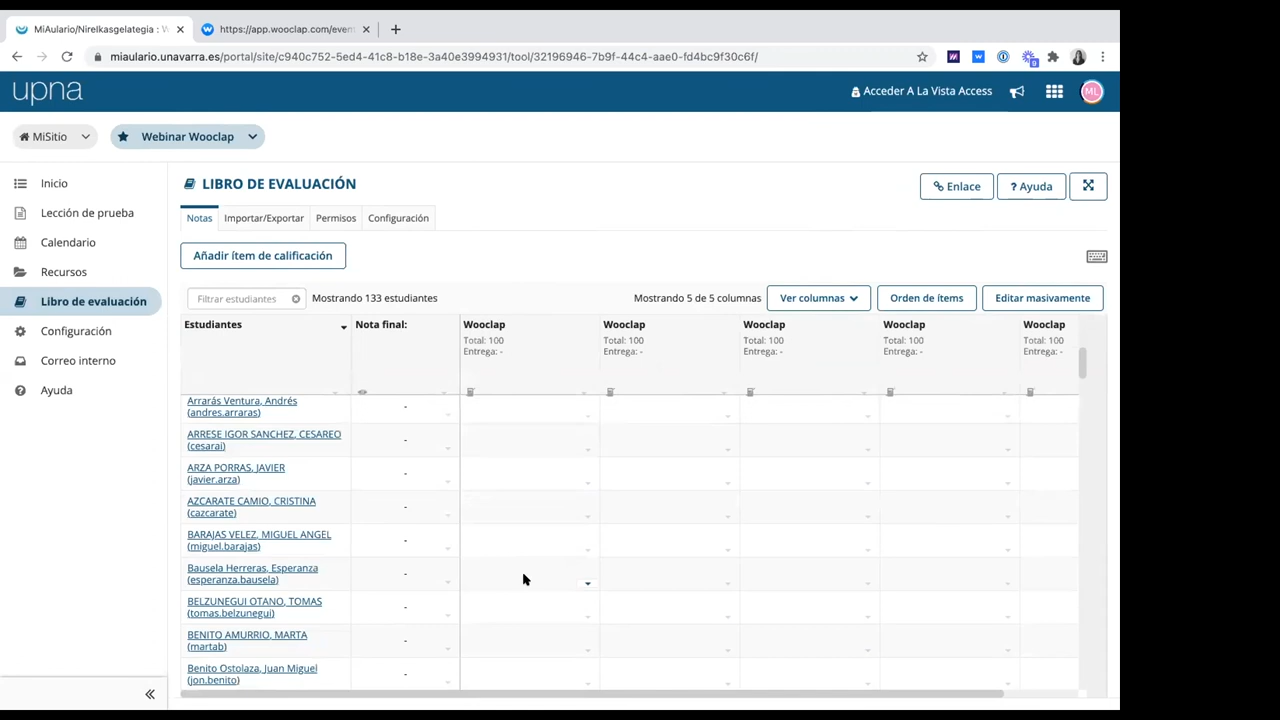 MiAulario/Nirelkasgelategia : W
https://app.wooclap.com/even
miaulario.unavarra.es/portal/site/c940c752-5ed4-41c8-b18e-3a40e3994931/tool/32196946-7b9f-44c4-aae0-fd4bc9f30c6f/
upna
Acceder A La Vista Access
ML
MiSitio
Webinar Wooclap
Inicio
Lección de prueba
Calendario
Recursos
Libro de evaluación
Configuración
Correo interno
Ayuda
LIBRO DE EVALUACIÓN
Enlace
? Ayuda
Notas
Importar/Exportar
Permisos
Configuración
Añadir ítem de calificación
Filtrar estudiantes
Mostrando 133 estudiantes
Mostrando 5 de 5 columnas
Ver columnas
Orden de ítems
Editar masivamente
Estudiantes
Nota final:
Wooclap
Total: 100
Entrega: -
Wooclap
Total: 100
Entrega: -
Wooclap
Total: 100
Entrega: -
Wooclap
Total: 100
Entrega: -
Wooclap
Total: 100
Entrega: -
Arrarás Ventura, Andrés
(andres.arraras)
-
ARRESE IGOR SANCHEZ, CESAREO
(cesarai)
-
ARZA PORRAS, JAVIER
(javier.arza)
-
AZCARATE CAMIO, CRISTINA
(cazcarate)
-
BARAJAS VELEZ, MIGUEL ANGEL
(miguel.barajas)
-
Bausela Herreras, Esperanza
(esperanza.bausela)
-
BELZUNEGUI OTANO, TOMAS
(tomas.belzunegui)
-
BENITO AMURRIO, MARTA
(martab)
-
Benito Ostolaza, Juan Miguel
(jon.benito)
-